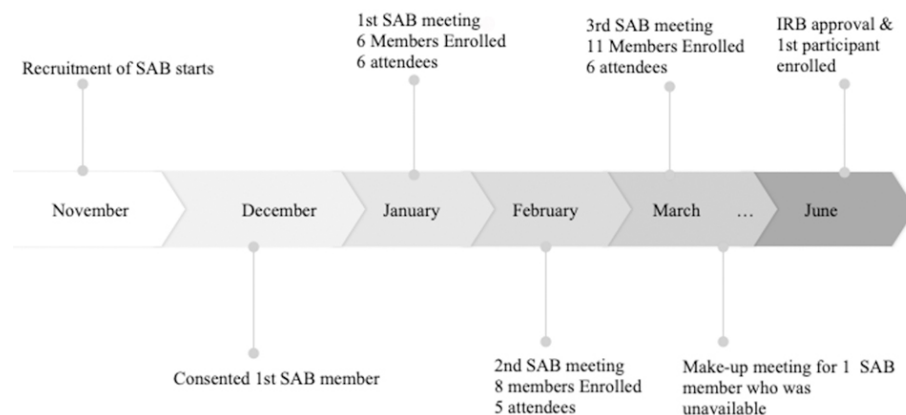 1st SAB meeting
6 Members Enrolled
6 attendees
3rd SAB meeting
11 Members Enrolled
6 attendees
IRB approval &
1st participant
enrolled
Recruitment of SAB starts
November
December
January
February
March
...
June
Consented 1st SAB member
2nd SAB meeting
8 members Enrolled
5 attendees
Make-up meeting for 1 SAB
member who was
unavailable